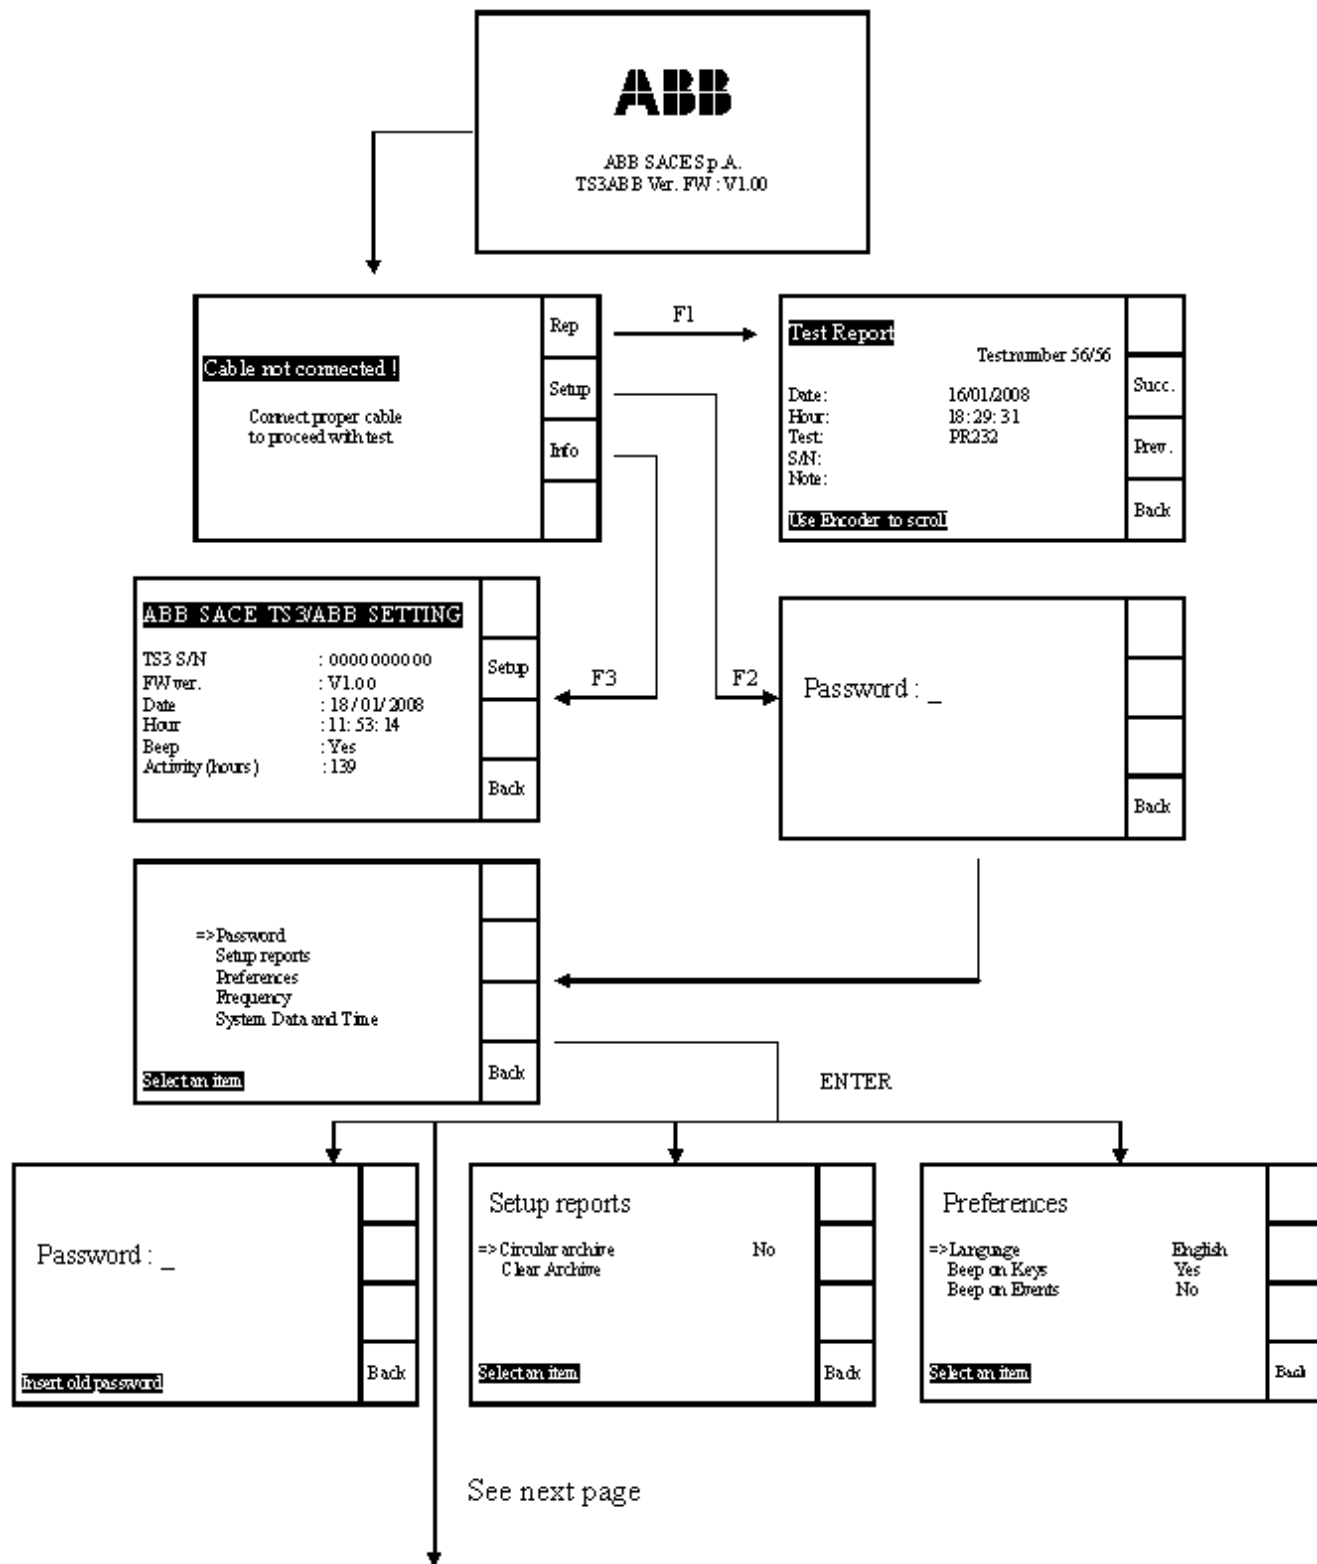 ABB
ABB SACE S.p.A.
TS3ABB Ver. FW : V1.00
Cable not connected !
Connect proper cable
to proceed with test
Rep
Setup
Info
F1
Test Report
Test number 56/56
Date : 16/01/2008
Hour : 18: 29: 31
Test: PR232
S/N:
Note :
Use Encoder to scroll
Succ.
Prev.
Back
ABB SACE TS3/ABB SETTING
TS3 S/N : 0000000000
FW ver. : V1.00
Date : 18/ 01/ 2008
Hour : 11: 53: 14
Beep : Yes
Activity (hours) : 139
Setup
Back
F3
F2
Password : _
Back
=> Password
Setup reports
Preferences
Frequency
System Data and Time
Select an item
Back
ENTER
Password : _
Insert old password
Back
Setup reports
=> Circular archive No
Clear Archive
Select an item
Back
Preferences
=> Language English
Beep on Keys Yes
Beep on Events No
Select an item
Back
See next page